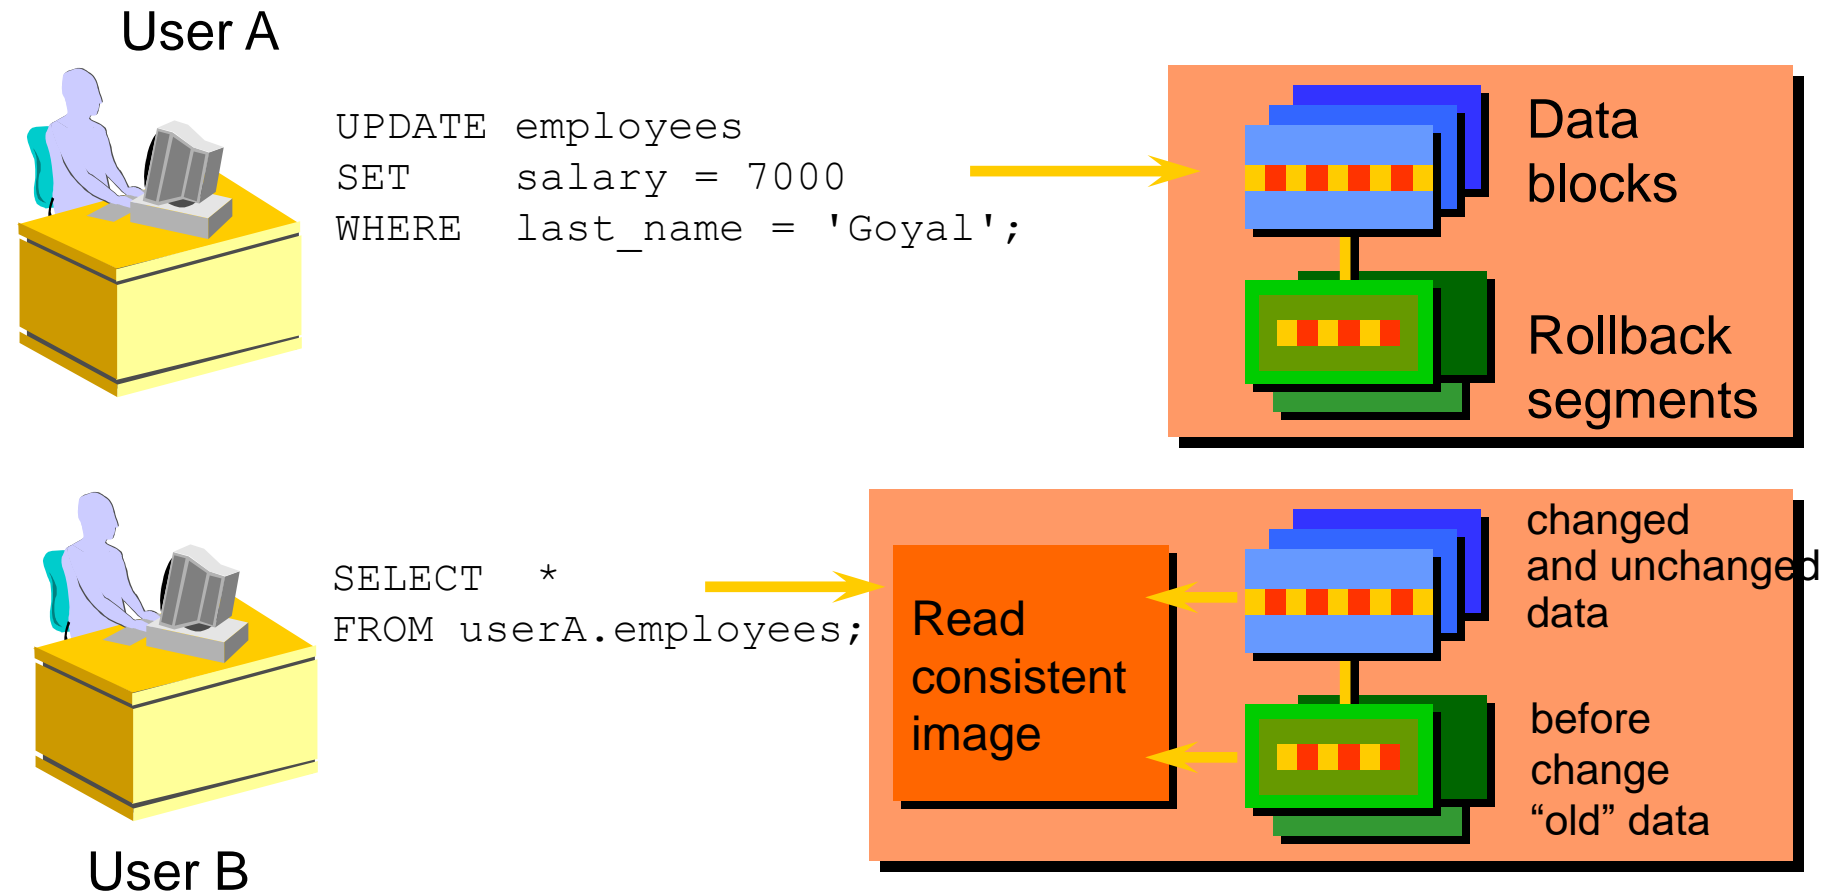 User A
UPDATE employees
SET    salary = 7000
WHERE  last_name = 'Goyal';
Data
blocks
Rollback
segments
SELECT  *
FROM userA.employees;
Read
consistent
image
changed
and unchanged
data
before
change
“old” data
User B